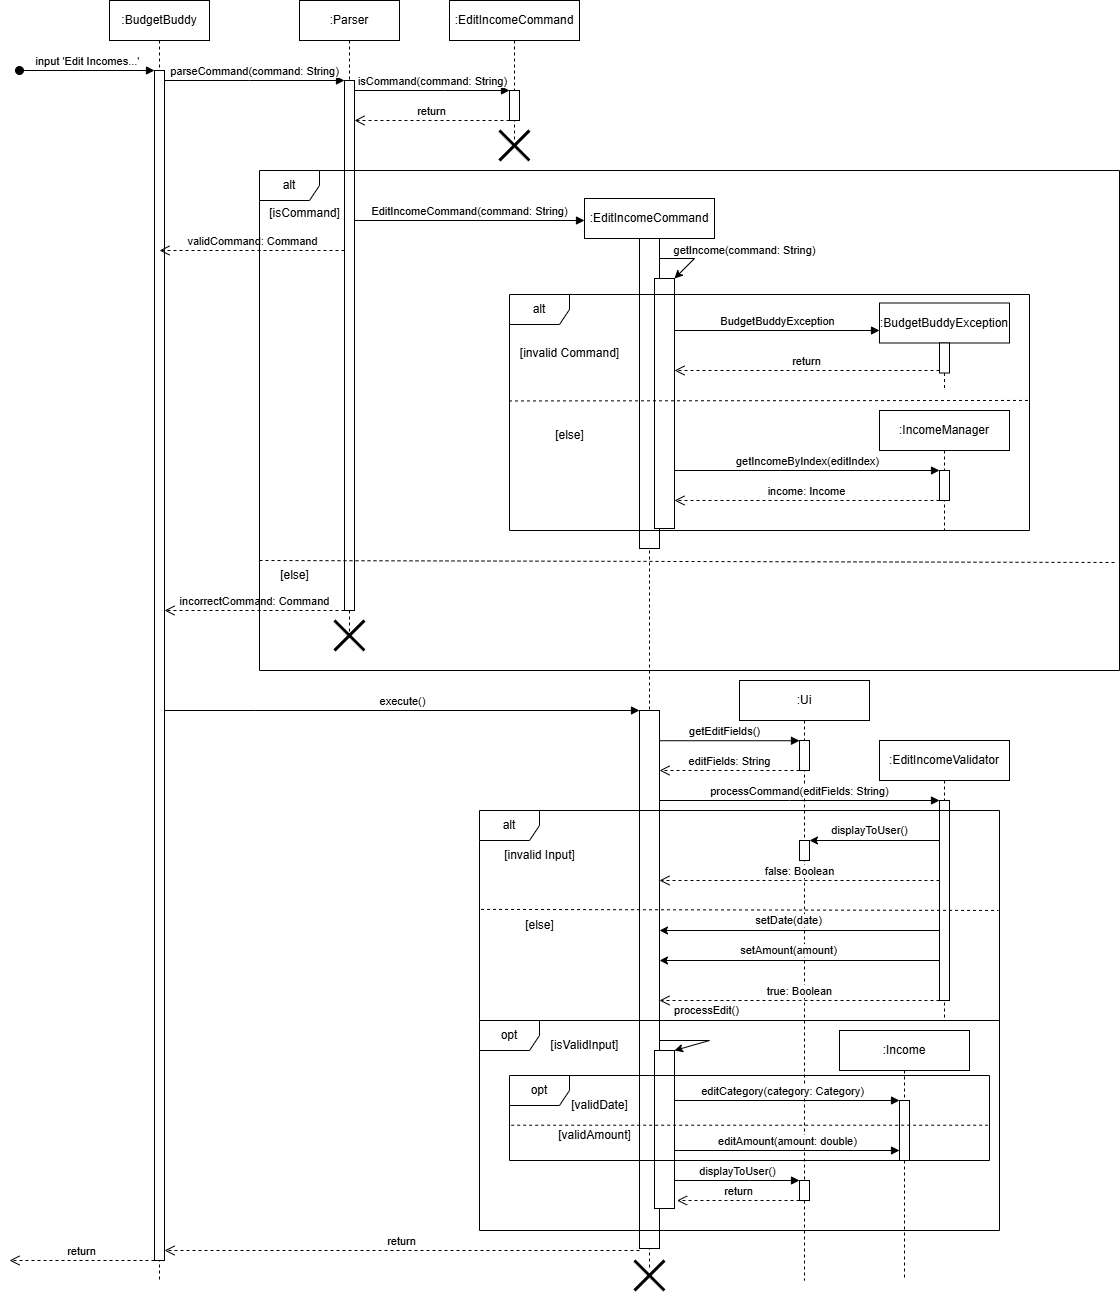 :BudgetBuddy
:Parser
:EditIncomeCommand
input 'Edit Incomes...'
parseCommand(command: String)
isCommand(command: String)
return
alt
[isCommand]
EditIncomeCommand(command: String)
:EditIncomeCommand
validCommand: Command
getIncome(command: String)
alt
[invalid Command]
BudgetBuddyException
:BudgetBuddyException
return
[else]
:IncomeManager
getIncomeByIndex(editIndex)
income: Income
[else]
incorrectCommand: Command
execute()
:Ui
getEditFields()
editFields: String
:EditIncomeValidator
processCommand(editFields: String)
alt
[invalid Input]
displayToUser()
false: Boolean
[else]
setDate(date)
setAmount(amount)
true: Boolean
processEdit()
opt
[isValidInput]
:Income
opt
[validDate]
editCategory(category: Category)
[validAmount]
editAmount(amount: double)
displayToUser()
return
return
return